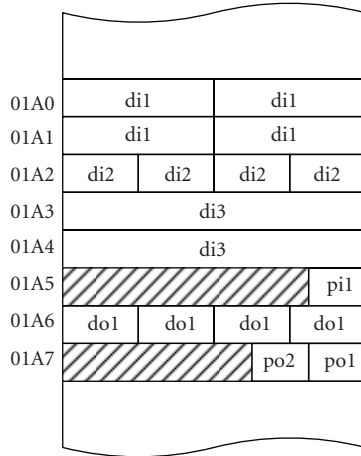 01A0 di1 di1
01A1 di1 di1
01A2 di2 di2 di2 di2
01A3 di3
01A4 di3
01A5 pi1
01A6 do1 do1 do1 do1
01A7 po2 po1